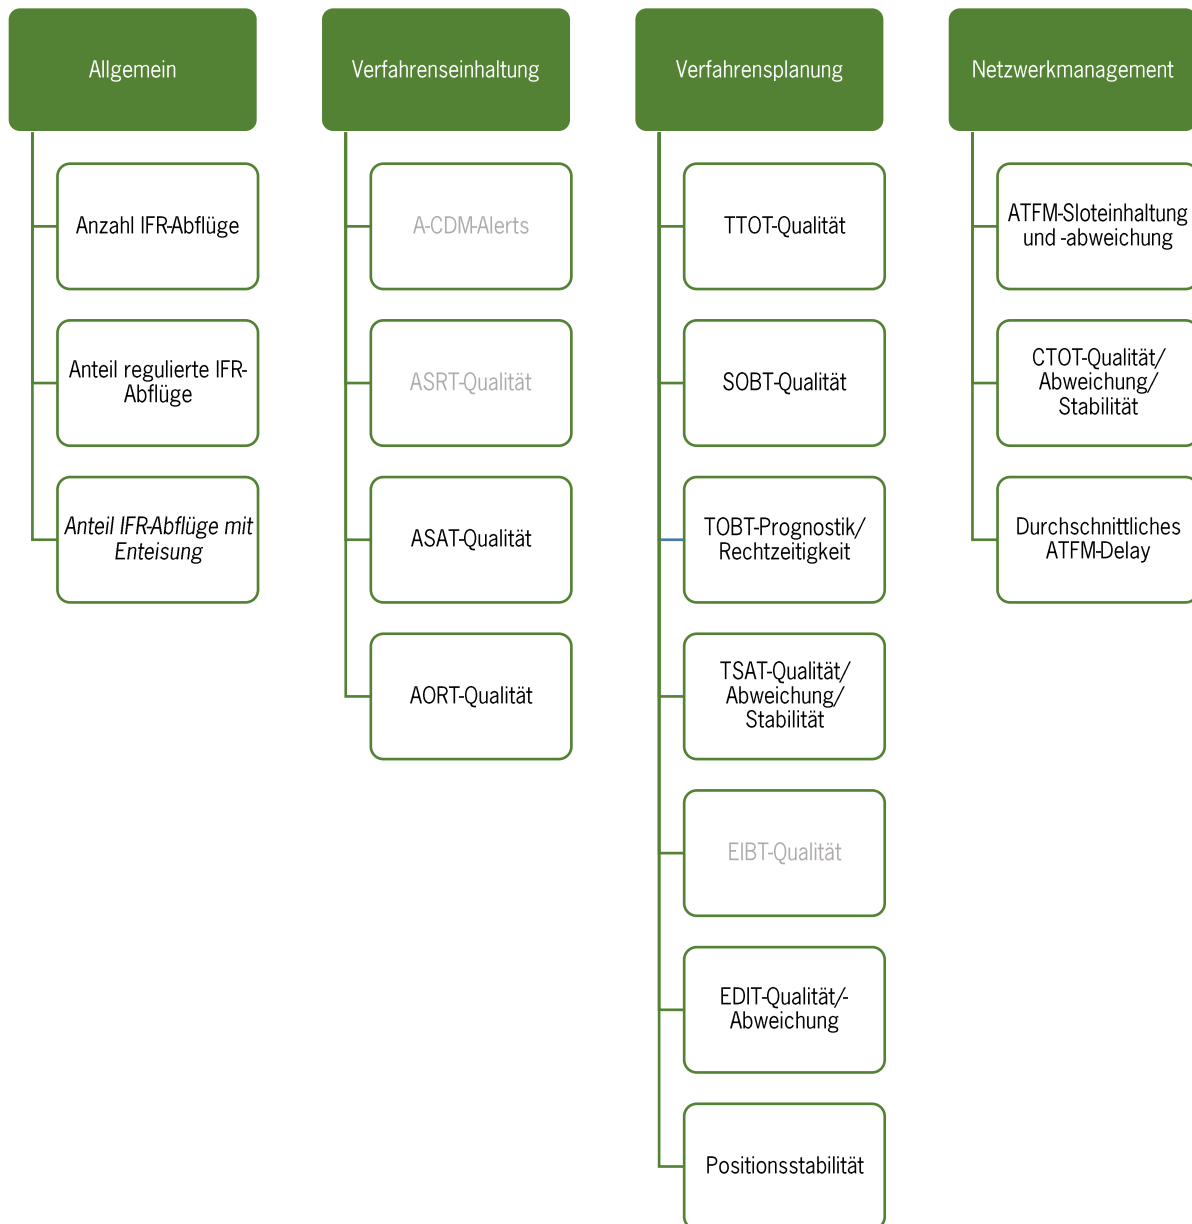 Allgemein
Anzahl IFR-Abflüge
Anteil regulierte IFR-
Abflüge
Anteil IFR-Abflüge mit
Enteisung
Verfahrenseinhaltung
A-CDM-Alerts
ASRT-Qualität
ASAT-Qualität
AORT-Qualität
Verfahrensplanung
TTOT-Qualität
SOBT-Qualität
TOBT-Prognostik/
Rechtzeitigkeit
TSAT-Qualität/
Abweichung/
Stabilität
EIBT-Qualität
EDIT-Qualität/-
Abweichung
Positionsstabilität
Netzwerkmanagement
ATFM-Sloteinhaltung
und -abweichung
CTOT-Qualität/
Abweichung/
Stabilität
Durchschnittliches
ATFM-Delay